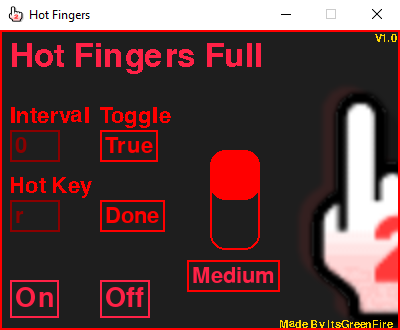 Hot Fingers
V1.0
Hot Fingers Full
Interval Toggle
0 True
Hot Key
r Done
Medium
On Off
2
Made By ItsGreenFire